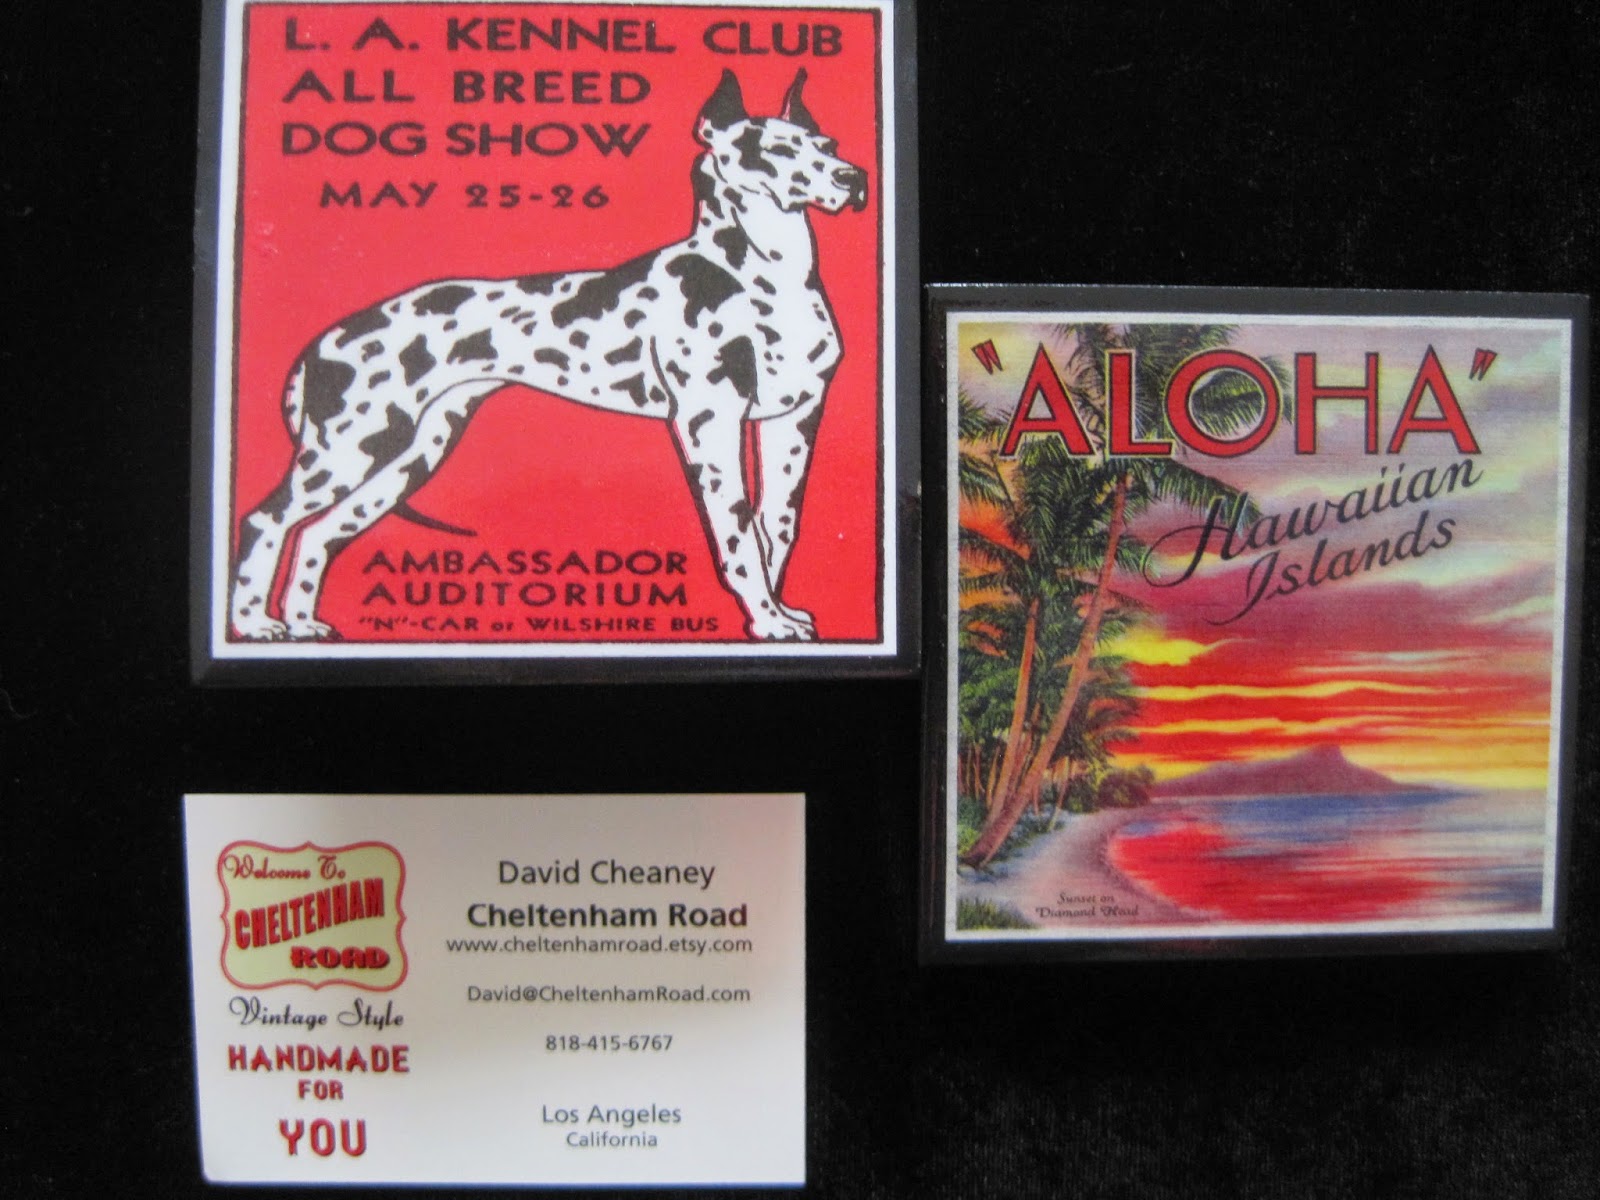 L. A. KENNEL CLUB
ALL BREED
DOG SHOW
MAY 25-26
AMBASSADOR
AUDITORIUM
"N"-CAR or WILSHIRE BUS
"ALOHA"
Hawaiian
Islands
Sunset on
Diamond Head
Welcome To
CHELTENHAM
ROAD
Vintage Style
HANDMADE
FOR
YOU
David Cheaney
Cheltenham Road
www.cheltenhamroad.etsy.com
David@CheltenhamRoad.com
818-415-6767
Los Angeles
California